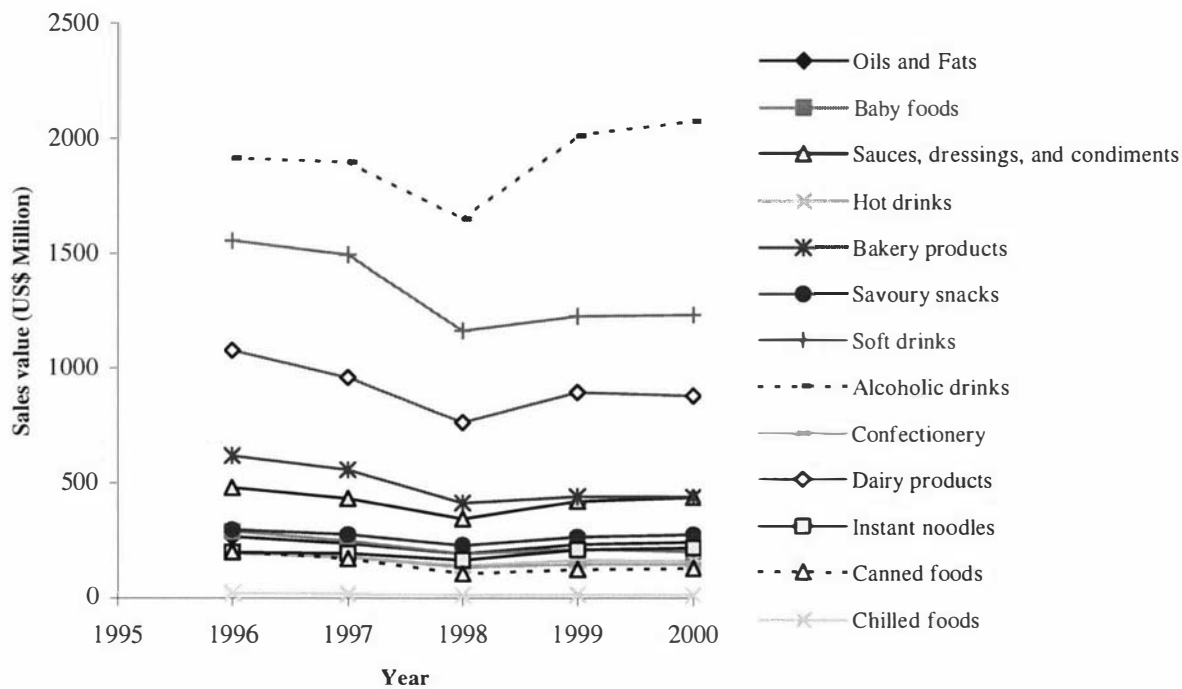 2500
2000
1500
1000
500
0
Sales value (US$ Million)
1995 1996 1997 1998 1999 2000
Year
Oils and Fats
Baby foods
Sauces, dressings, and condiments
Hot drinks
Bakery products
Savoury snacks
Soft drinks
Alcoholic drinks
Confectionery
Dairy products
Instant noodles
Canned foods
Chilled foods